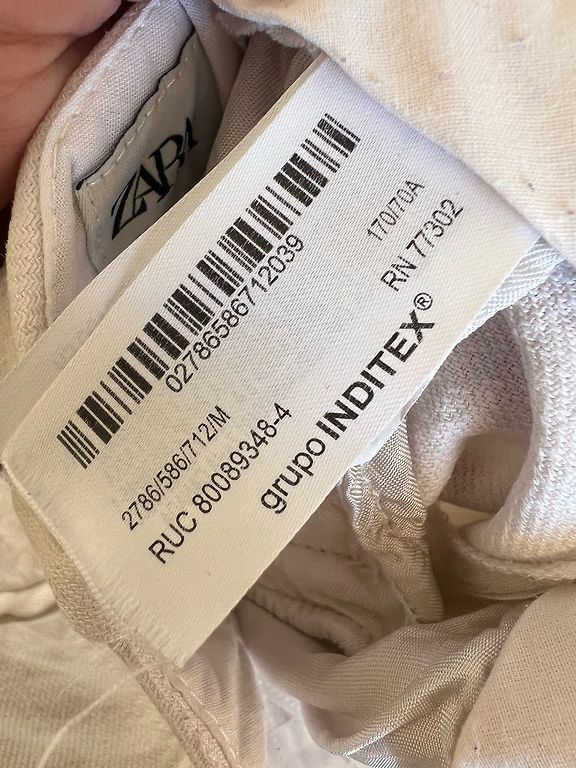 ZARA
02786586712039
170/70A
RN 77302
2786/586/712/M
RUC 80089348-4
grupo INDITEX®